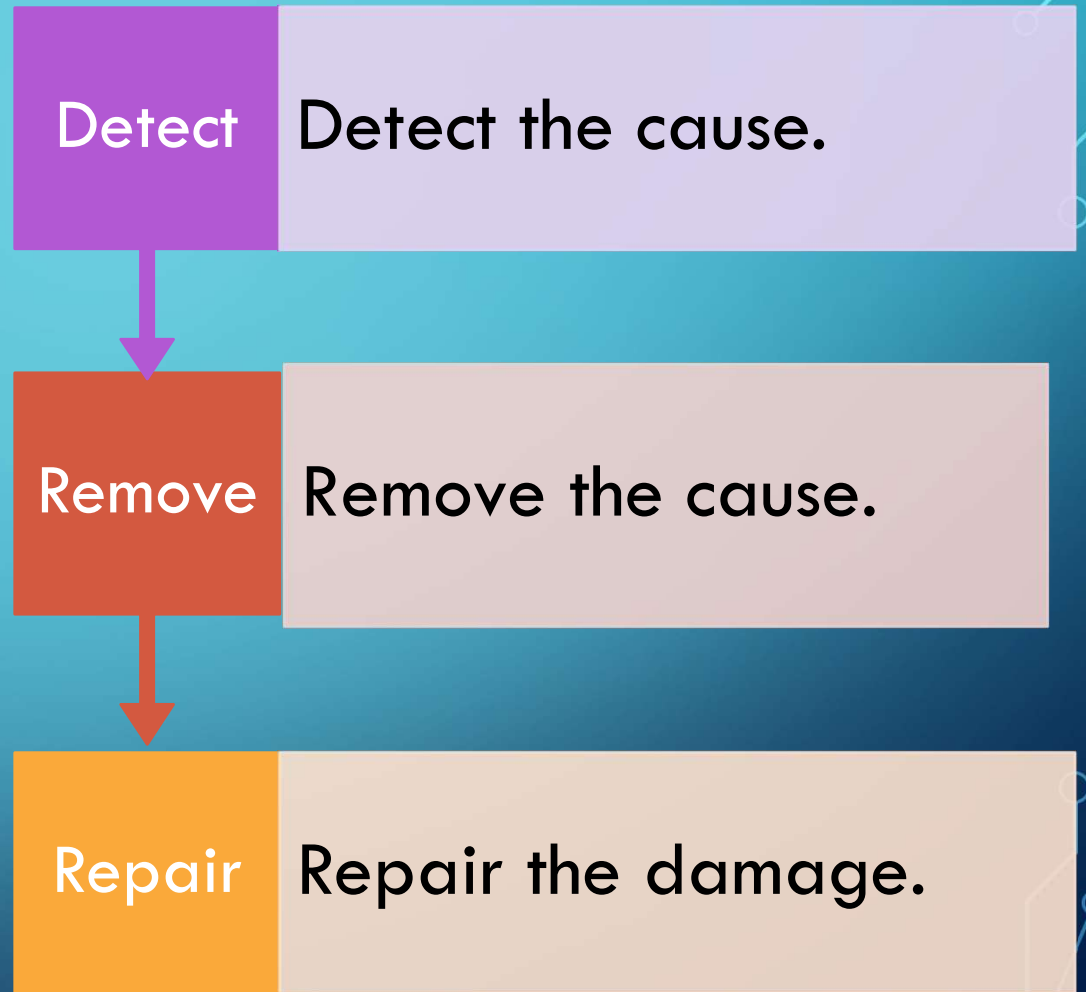 Detect
Detect the cause.
Remove
Remove the cause.
Repair
Repair the damage.